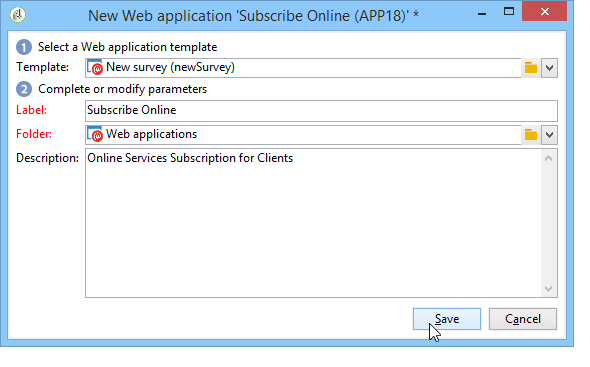 New Web application 'Subscribe Online (APP18)' *
1 Select a Web application template
Template: New survey (newSurvey)
2 Complete or modify parameters
Label: Subscribe Online
Folder: Web applications
Description: Online Services Subscription for Clients
Save Cancel